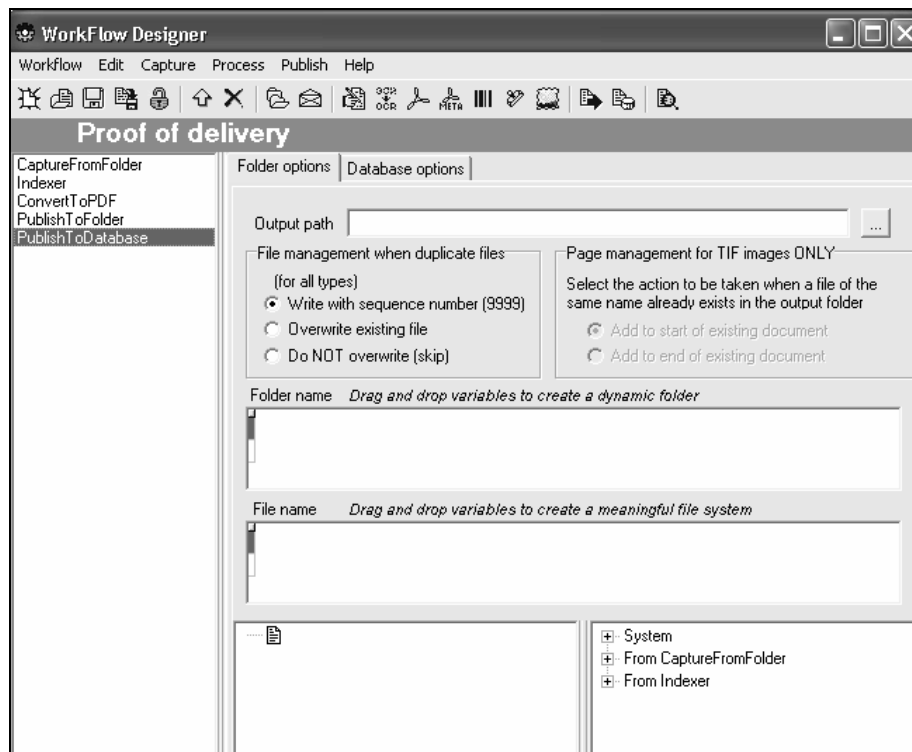 WorkFlow Designer
Workflow Edit Capture Process Publish Help
OCR
META
Proof of delivery
CaptureFromFolder
Indexer
ConvertToPDF
PublishToFolder
PublishToDatabase
Folder options Database options
Output path ...
File management when duplicate files
(for all types)
Write with sequence number (9999)
Overwrite existing file
Do NOT overwrite (skip)
Page management for TIF images ONLY
Select the action to be taken when a file of the
same name already exists in the output folder
Add to start of existing document
Add to end of existing document
Folder name Drag and drop variables to create a dynamic folder
File name Drag and drop variables to create a meaningful file system
System
From CaptureFromFolder
From Indexer